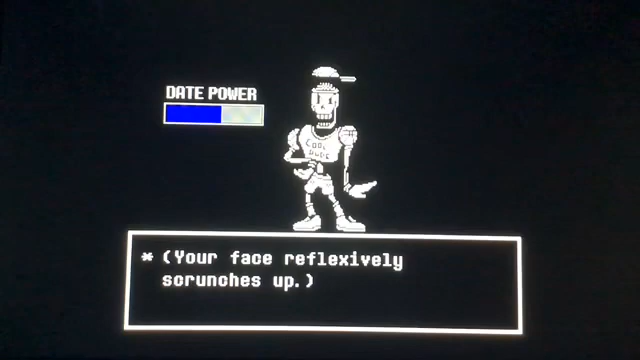 DATE POWER
COOL
DUDE
* (Your face reflexively
scrunches up.)